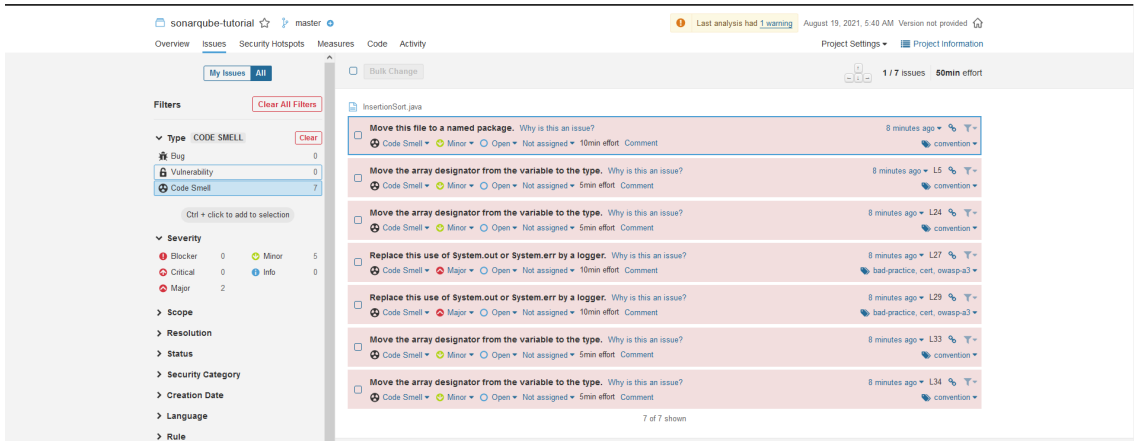 sonarqube-tutorial master
Last analysis had 1 warning August 19, 2021, 5:40 AM Version not provided
Overview Issues Security Hotspots Measures Code Activity
Project Settings Project Information
My Issues All
Bulk Change
1 / 7 issues 50min effort
Filters Clear All Filters
Type CODE SMELL Clear
Bug 0
Vulnerability 0
Code Smell 7
Ctrl + click to add to selection
Severity
Blocker 0 Minor 5
Critical 0 Info 0
Major 2
Scope
Resolution
Status
Security Category
Creation Date
Language
Rule
InsertionSort.java
Move this file to a named package. Why is this an issue? 8 minutes ago
Code Smell Minor Open Not assigned 10min effort Comment convention
Move the array designator from the variable to the type. Why is this an issue? 8 minutes ago L5
Code Smell Minor Open Not assigned 5min effort Comment convention
Move the array designator from the variable to the type. Why is this an issue? 8 minutes ago L24
Code Smell Minor Open Not assigned 5min effort Comment convention
Replace this use of System.out or System.err by a logger. Why is this an issue? 8 minutes ago L27
Code Smell Major Open Not assigned 10min effort Comment bad-practice, cert, owasp-a3
Replace this use of System.out or System.err by a logger. Why is this an issue? 8 minutes ago L29
Code Smell Major Open Not assigned 10min effort Comment bad-practice, cert, owasp-a3
Move the array designator from the variable to the type. Why is this an issue? 8 minutes ago L33
Code Smell Minor Open Not assigned 5min effort Comment convention
Move the array designator from the variable to the type. Why is this an issue? 8 minutes ago L34
Code Smell Minor Open Not assigned 5min effort Comment convention
7 of 7 shown